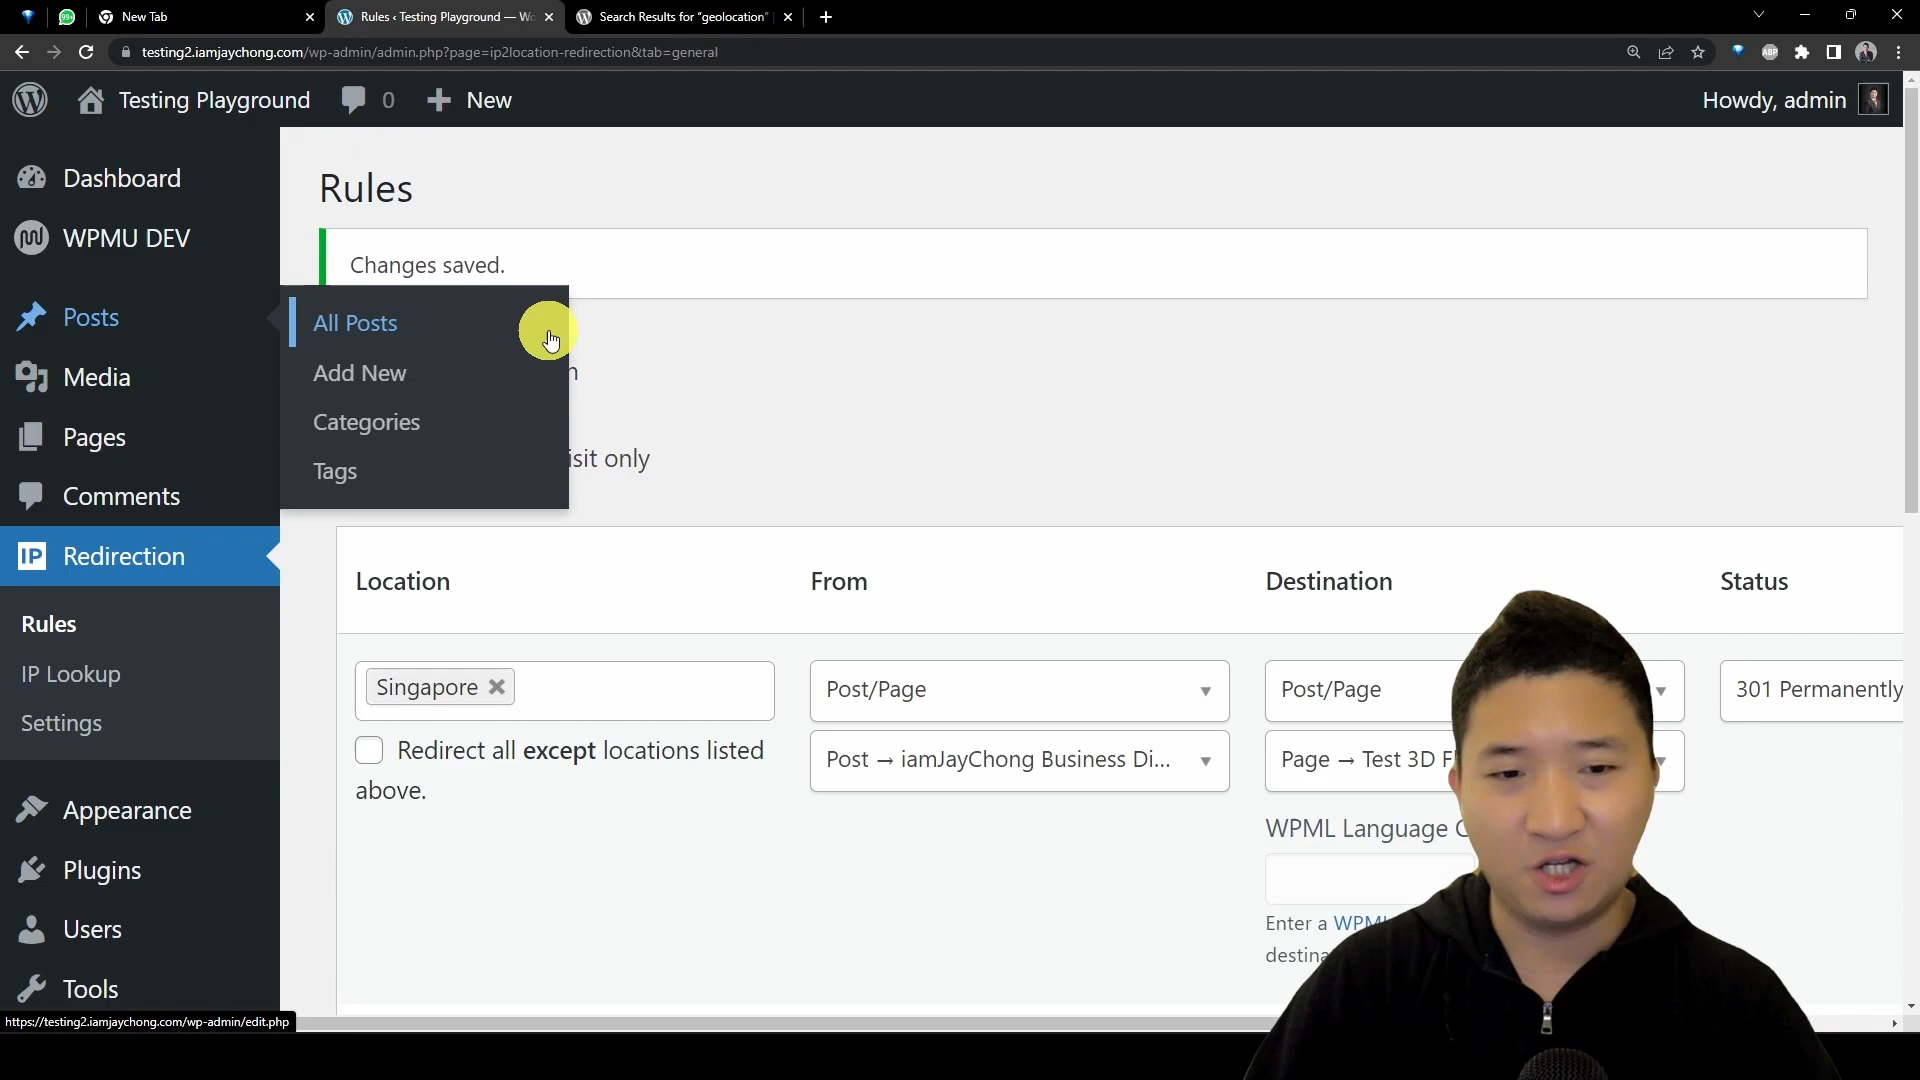 99+
New Tab
Rules ‹ Testing Playground — Wo
Search Results for "geolocation"
testing2.iamjaychong.com/wp-admin/admin.php?page=ip2location-redirection&tab=general
ABP
Testing Playground
0
New
Howdy, admin
Dashboard
WPMU DEV
Posts
Media
Pages
Comments
IP Redirection
Rules
IP Lookup
Settings
Appearance
Plugins
Users
Tools
https://testing2.iamjaychong.com/wp-admin/edit.php
All Posts
Add New
Categories
Tags
Rules
Changes saved.
isit only
Location
From
Destination
Status
Singapore
Post/Page
Post/Page
301 Permanently
Redirect all except locations listed
above.
Post → iamJayChong Business Di...
Page → Test 3D
WPML Language
Enter a